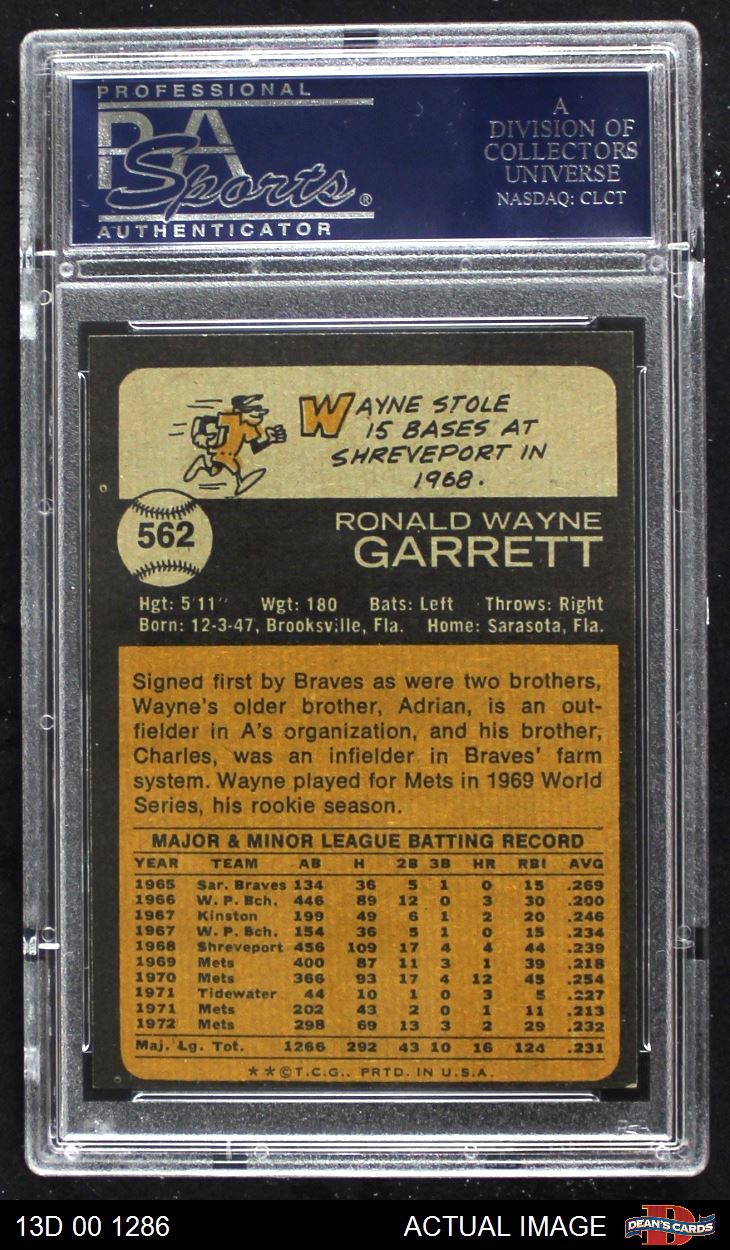 PROFESSIONAL
PSA
Sports®
AUTHENTICATOR
A
DIVISION OF
COLLECTORS
UNIVERSE
NASDAQ: CLCT
WAYNE STOLE
15 BASES AT
SHREVEPORT IN
1968.
562
RONALD WAYNE
GARRETT
Hgt: 5'11" Wgt: 180 Bats: Left Throws: Right
Born: 12-3-47, Brooksville, Fla. Home: Sarasota, Fla.
Signed first by Braves as were two brothers,
Wayne's older brother, Adrian, is an out-
fielder in A's organization, and his brother,
Charles, was an infielder in Braves' farm
system. Wayne played for Mets in 1969 World
Series, his rookie season.
MAJOR & MINOR LEAGUE BATTING RECORD
YEAR TEAM AB H 2B 3B HR RBI AVG
1965 Sar. Braves 134 36 5 1 0 15 .269
1966 W. P. Bch. 446 89 12 0 3 30 .200
1967 Kinston 199 49 6 1 2 20 .246
1967 W. P. Bch. 154 36 5 1 0 15 .234
1968 Shreveport 456 109 17 4 4 44 .239
1969 Mets 400 87 11 3 1 39 .218
1970 Mets 366 93 17 4 12 45 .254
1971 Tidewater 44 10 1 0 3 5 .227
1971 Mets 202 43 2 0 1 11 .213
1972 Mets 298 69 13 3 2 29 .232
Maj. Lg. Tot. 1266 292 43 10 16 124 .231
**©T.C.G., PRTD. IN U.S.A.
13D 00 1286
ACTUAL IMAGE
D
DEAN'S CARDS